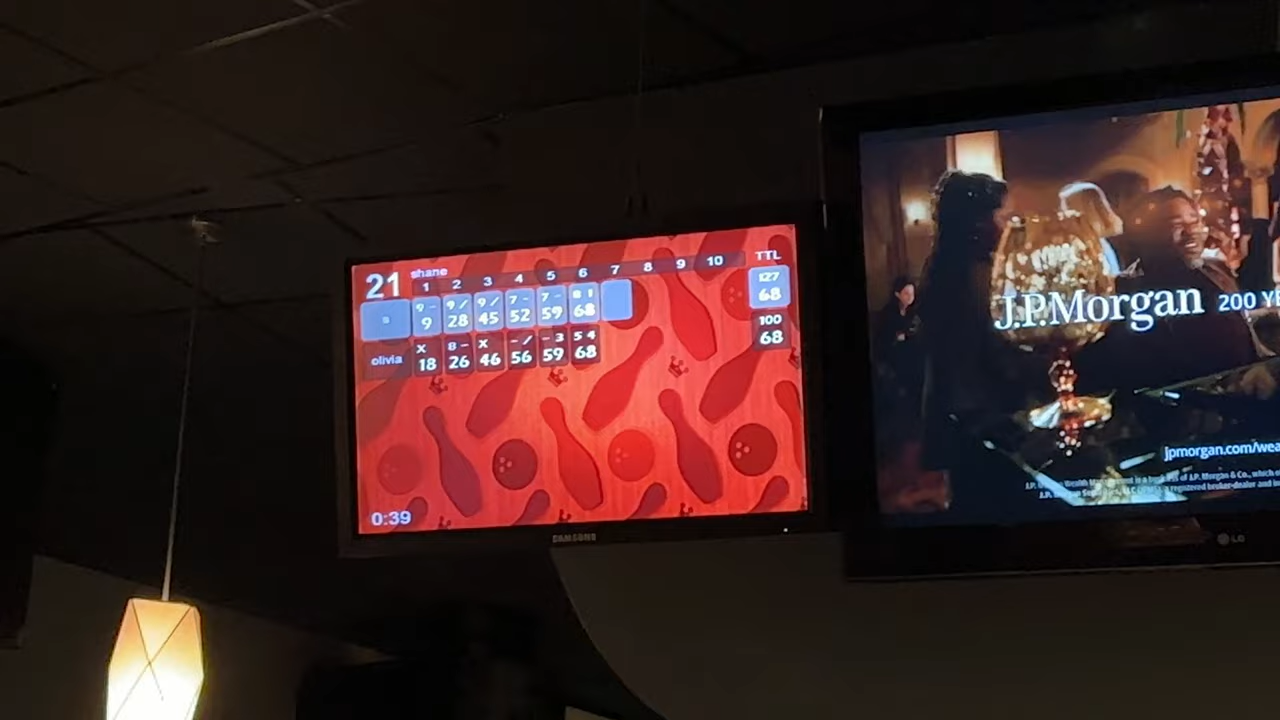 21 shane 1 2 3 4 5 6 7 8 9 10 TTL
9 - 9 / 9 / 7 - 7 - 8 1 127
s 9 28 45 52 59 68 68
X 8 - X - / - 3 5 4 100
olivia 18 26 46 56 59 68 68
0:39
SAMSUNG
J.P.Morgan 200 YE
jpmorgan.com/wea
LG